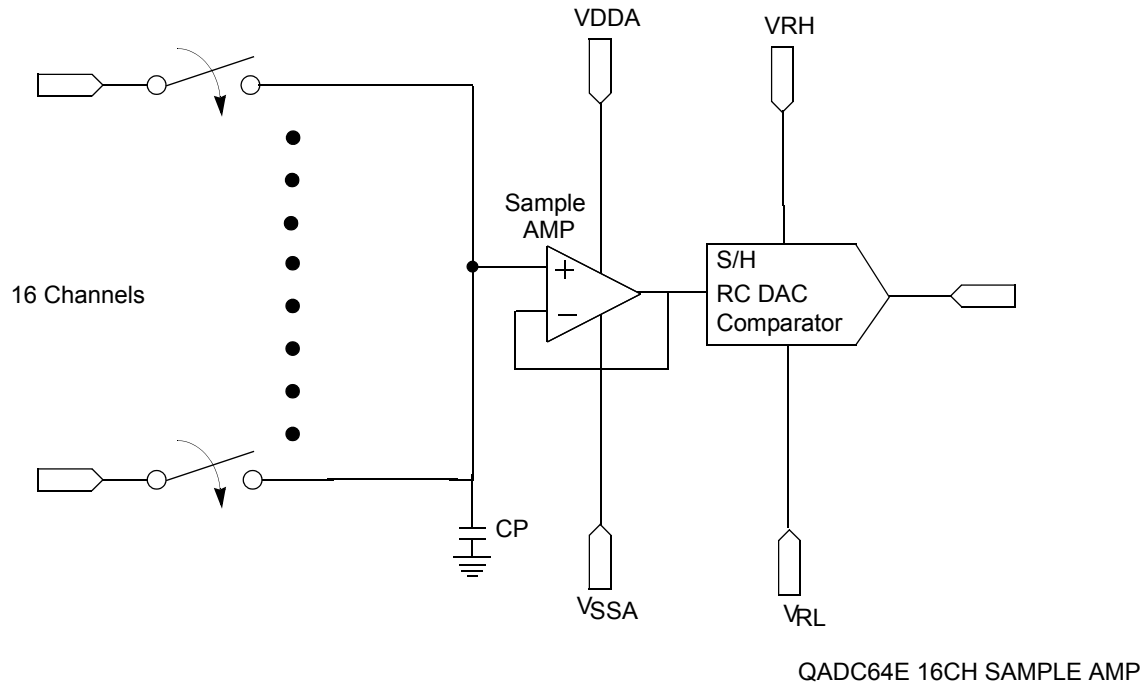 VDDA
VRH
Sample
AMP
+
−
S/H
RC DAC
Comparator
16 Channels
CP
VSSA
VRL
QADC64E 16CH SAMPLE AMP